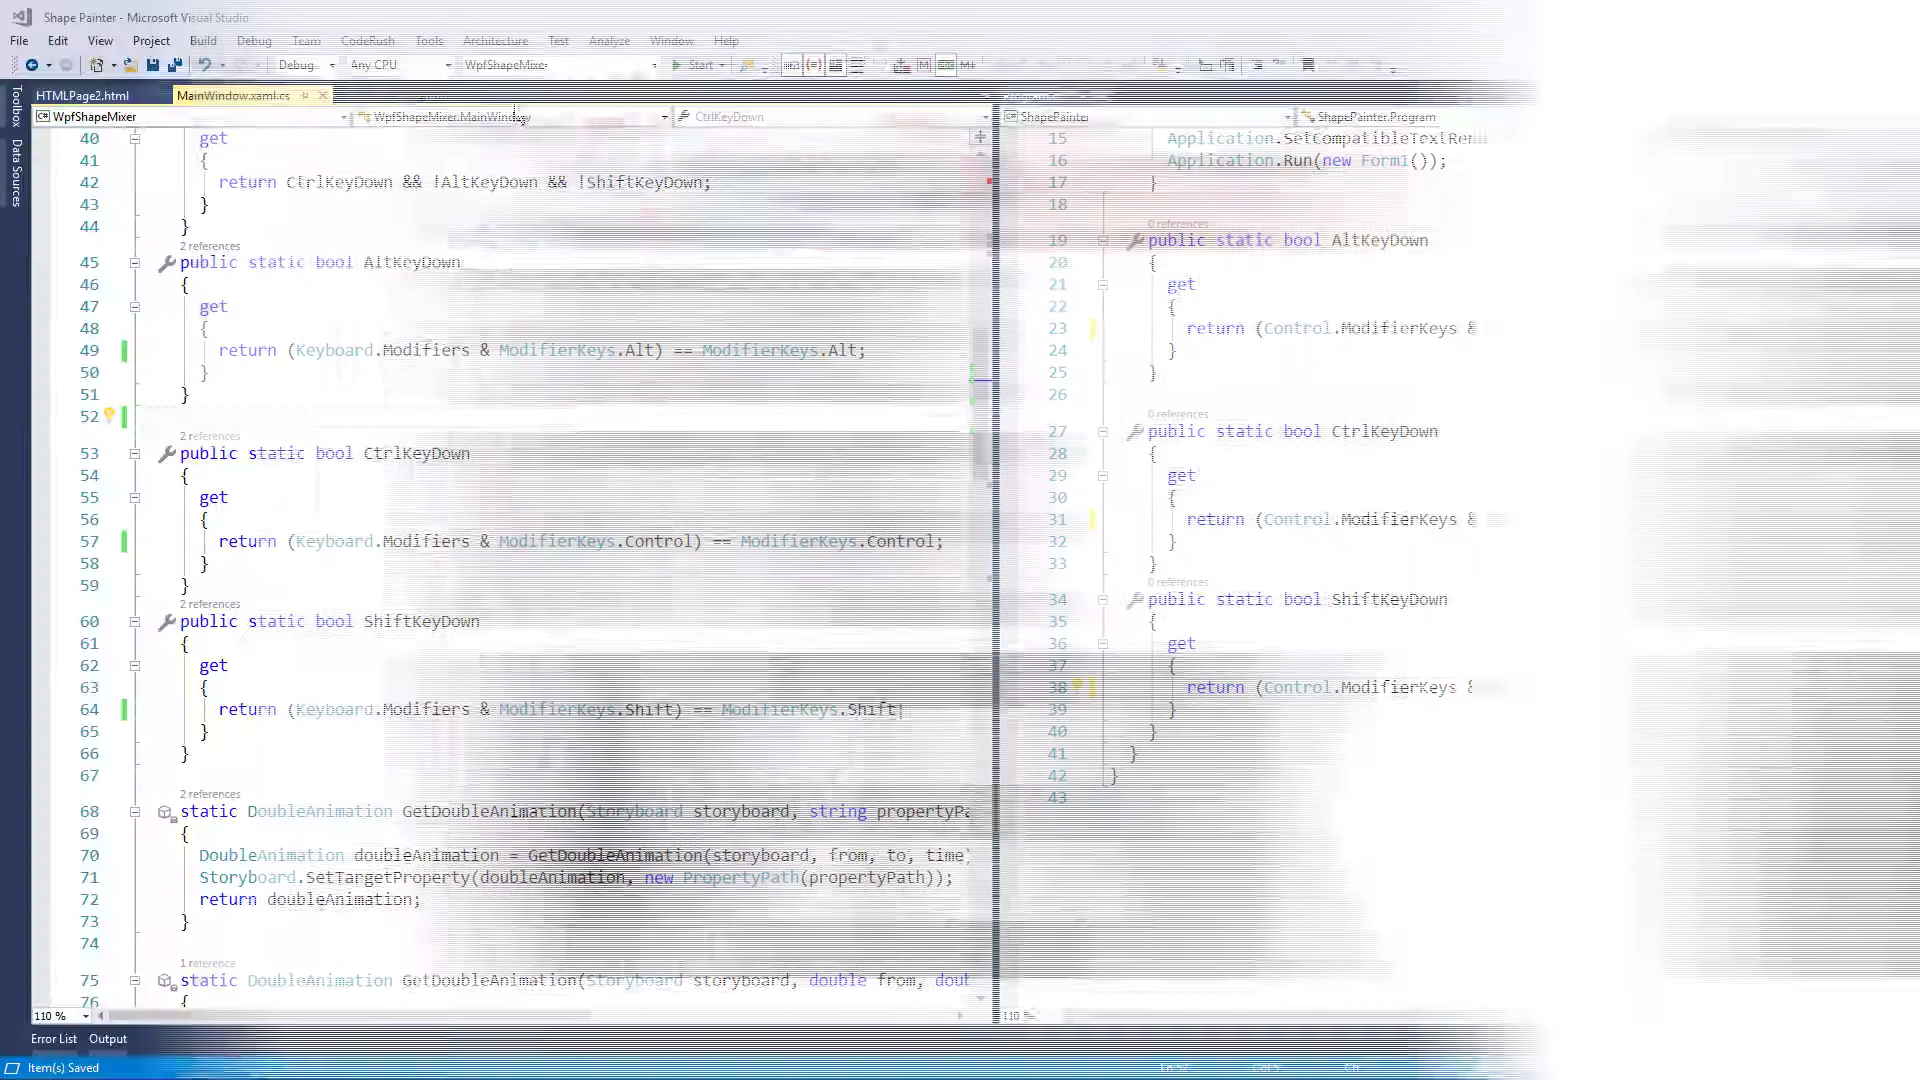 Shape Painter - Microsoft Visual Studio
File Edit View Project Build Debug Team CodeRush Tools Architecture Test Analyze Window Help
Debug Any CPU WpfShapeMixer Start
Toolbox
Data Sources
HTMLPage2.html MainWindow.xaml.cs
WpfShapeMixer WpfShapeMixer.MainWindow CtrlKeyDown
40 get
41 {
42 return CtrlKeyDown && !AltKeyDown && !ShiftKeyDown;
43 }
44 }
2 references
45 public static bool AltKeyDown
46 {
47 get
48 {
49 return (Keyboard.Modifiers & ModifierKeys.Alt) == ModifierKeys.Alt;
50 }
51 }
52
2 references
53 public static bool CtrlKeyDown
54 {
55 get
56 {
57 return (Keyboard.Modifiers & ModifierKeys.Control) == ModifierKeys.Control;
58 }
59 }
2 references
60 public static bool ShiftKeyDown
61 {
62 get
63 {
64 return (Keyboard.Modifiers & ModifierKeys.Shift) == ModifierKeys.Shift
65 }
66 }
67
2 references
68 static DoubleAnimation GetDoubleAnimation(Storyboard storyboard, string propertyPa
69 {
70 DoubleAnimation doubleAnimation = GetDoubleAnimation(storyboard, from, to, time)
71 Storyboard.SetTargetProperty(doubleAnimation, new PropertyPath(propertyPath));
72 return doubleAnimation;
73 }
74
1 reference
75 static DoubleAnimation GetDoubleAnimation(Storyboard storyboard, double from, doub
76 {
110 %
ShapePainter ShapePainter.Program
15 Application.SetCompatibleTextRen
16 Application.Run(new Form1());
17 }
18
0 references
19 public static bool AltKeyDown
20 {
21 get
22 {
23 return (Control.ModifierKeys &
24 }
25 }
26
0 references
27 public static bool CtrlKeyDown
28 {
29 get
30 {
31 return (Control.ModifierKeys &
32 }
33 }
0 references
34 public static bool ShiftKeyDown
35 {
36 get
37 {
38 return (Control.ModifierKeys &
39 }
40 }
41 }
42 }
43
110 %
Error List Output
Item(s) Saved